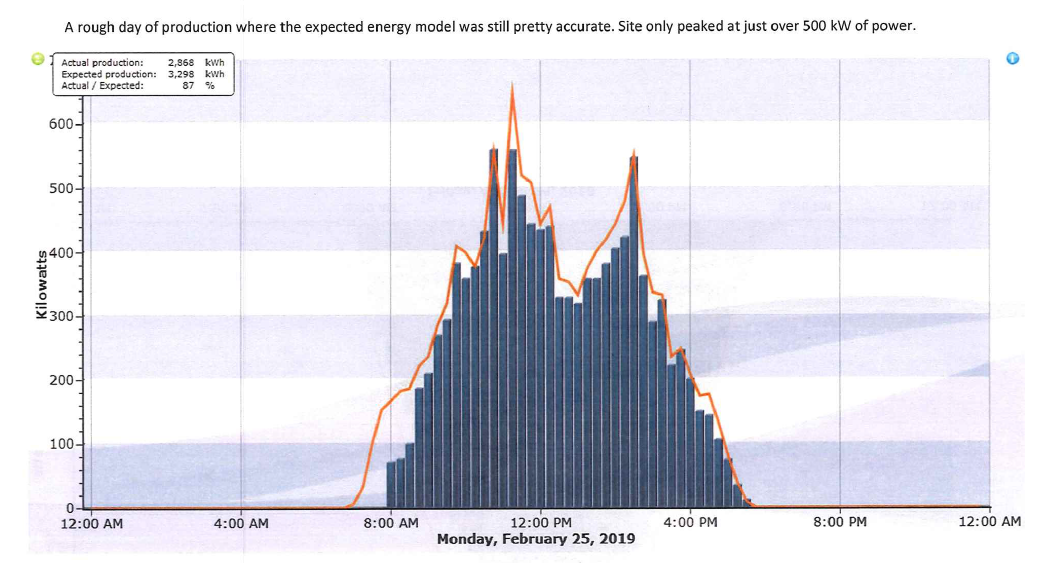 A rough day of production where the expected energy model was still pretty accurate. Site only peaked at just over 500 kW of power.
Actual production: 2,868 kWh
Expected production: 3,298 kWh
Actual / Expected: 87 %
600
500
400
300
200
100
0
Kilowatts
12:00 AM 4:00 AM 8:00 AM 12:00 PM 4:00 PM 8:00 PM 12:00 AM
Monday, February 25, 2019